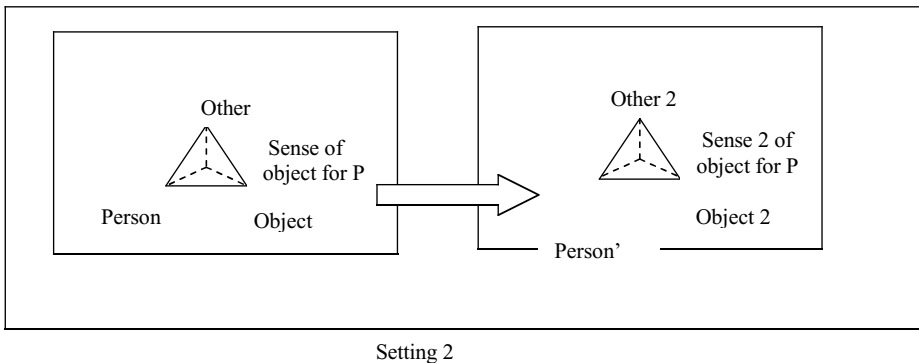 Other
Sense of
object for P
Person
Object
Other 2
Sense 2 of
object for P
Object 2
Person’
Setting 2